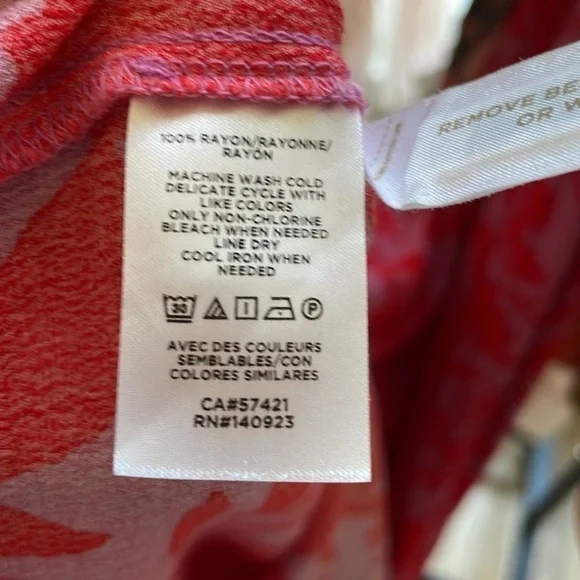 100% RAYON/RAYONNE/
RAYÓN
MACHINE WASH COLD
DELICATE CYCLE WITH
LIKE COLORS
ONLY NON-CHLORINE
BLEACH WHEN NEEDED
LINE DRY
COOL IRON WHEN
NEEDED
30 P
AVEC DES COULEURS
SEMBLABLES/CON
COLORES SIMILARES
CA#57421
RN#140923
REMOVE BE
OR W